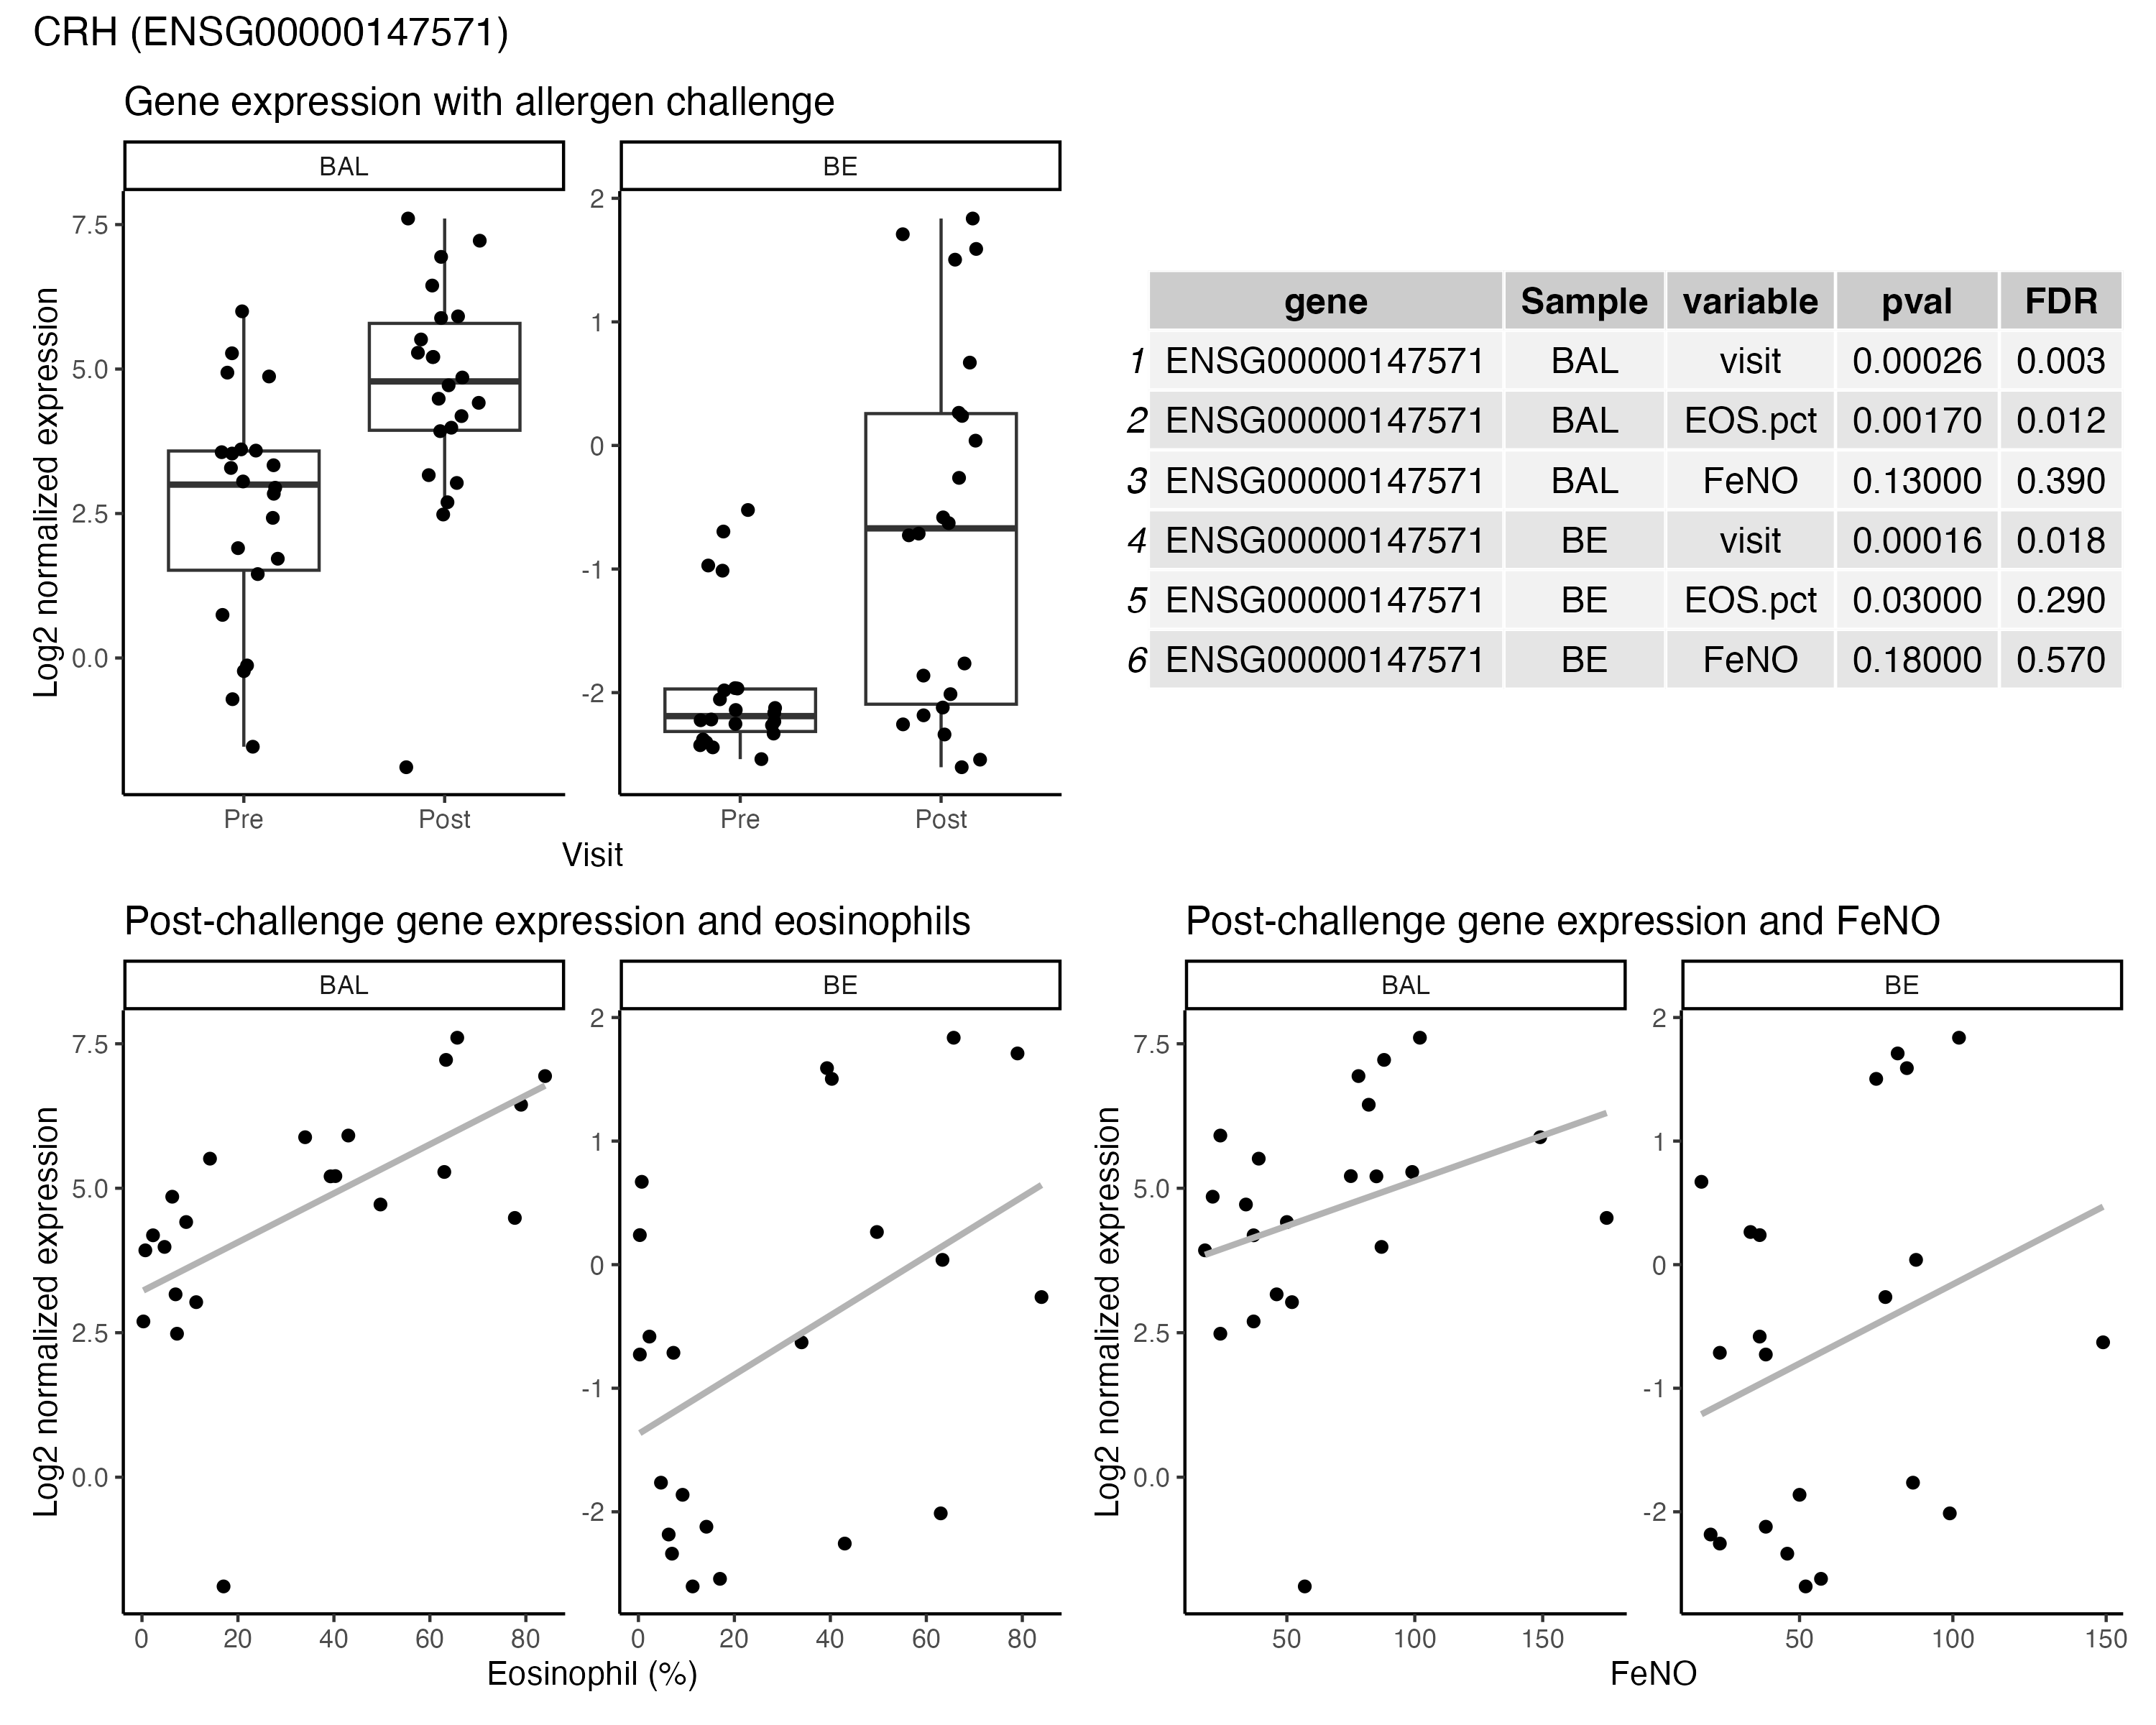 CRH (ENSG00000147571)
Gene expression with allergen challenge
BAL
BE
Log2 normalized expression
7.5
5.0
2.5
0.0
2
1
0
-1
-2
Pre
Post
Pre
Post
Visit
gene Sample variable pval FDR
1 ENSG00000147571 BAL visit 0.00026 0.003
2 ENSG00000147571 BAL EOS.pct 0.00170 0.012
3 ENSG00000147571 BAL FeNO 0.13000 0.390
4 ENSG00000147571 BE visit 0.00016 0.018
5 ENSG00000147571 BE EOS.pct 0.03000 0.290
6 ENSG00000147571 BE FeNO 0.18000 0.570
Post-challenge gene expression and eosinophils
BAL
BE
Log2 normalized expression
7.5
5.0
2.5
0.0
2
1
0
-1
-2
0 20 40 60 80
0 20 40 60 80
Eosinophil (%)
Post-challenge gene expression and FeNO
BAL
BE
Log2 normalized expression
7.5
5.0
2.5
0.0
2
1
0
-1
-2
50 100 150
50 100 150
FeNO